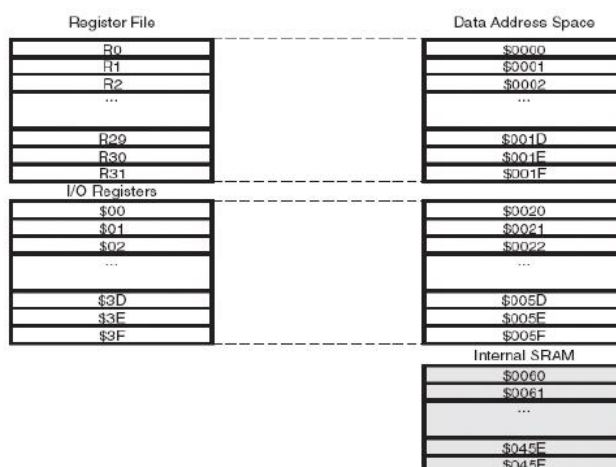 Register File
R0
R1
R2
...
R29
R30
R31
I/O Registers
$00
$01
$02
...
$3D
$3E
$3F
Data Address Space
$0000
$0001
$0002
...
$001D
$001E
$001F
$0020
$0021
$0022
...
$005D
$005E
$005F
Internal SRAM
$0060
$0061
...
$045E
$045F